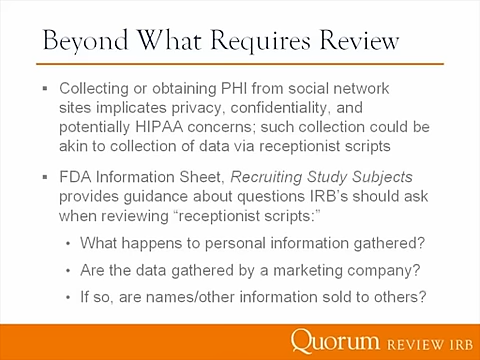 Beyond What Requires Review
▪ Collecting or obtaining PHI from social network
sites implicates privacy, confidentiality, and
potentially HIPAA concerns; such collection could be
akin to collection of data via receptionist scripts
▪ FDA Information Sheet, Recruiting Study Subjects
provides guidance about questions IRB's should ask
when reviewing “receptionist scripts:”
• What happens to personal information gathered?
• Are the data gathered by a marketing company?
• If so, are names/other information sold to others?
Quorum REVIEW IRB